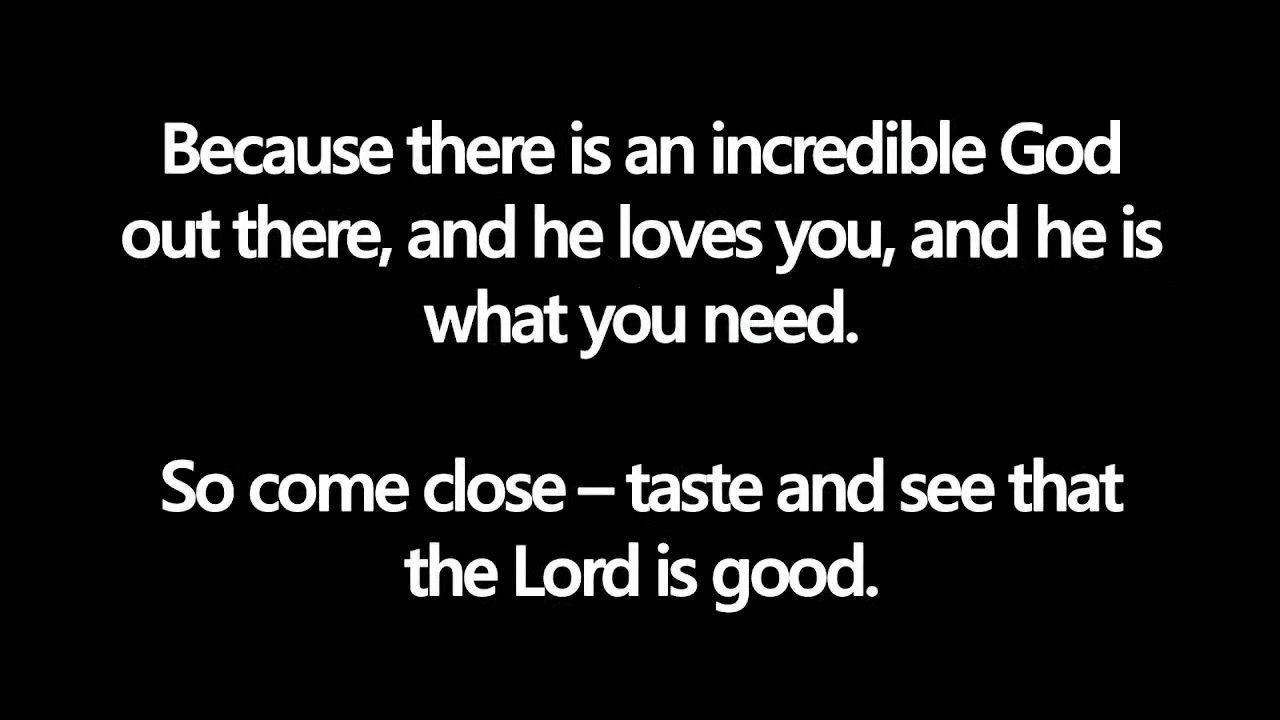 Because there is an incredible God
out there, and he loves you, and he is
what you need.
So come close – taste and see that
the Lord is good.